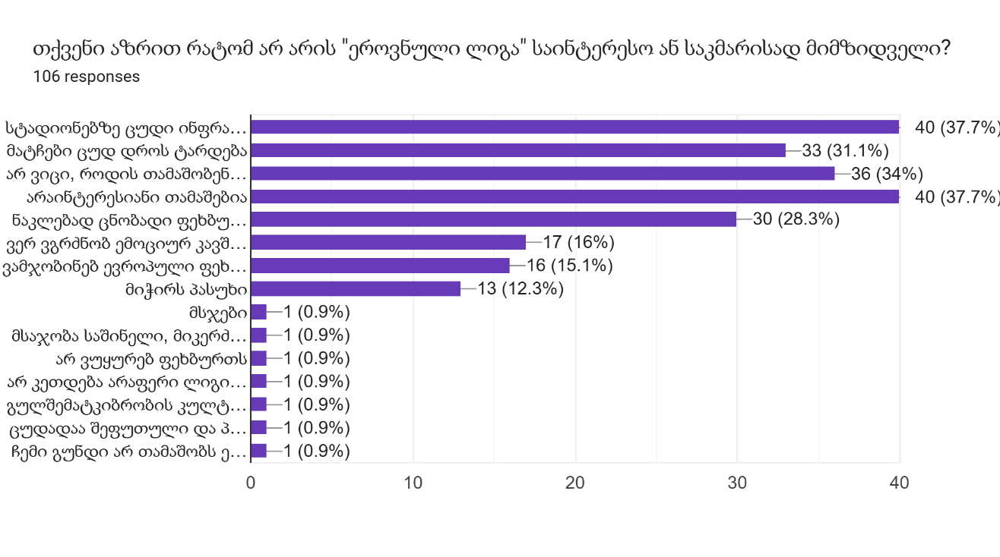 თქვენი აზრით რატომ არ არის "ეროვნული ლიგა" საინტერესო ან საკმარისად მიმზიდველი?
106 responses
სტადიონებზე ცუდი ინფრა… 40 (37.7%)
მატჩები ცუდ დროს ტარდება 33 (31.1%)
არ ვიცი, როდის თამაშობენ… 36 (34%)
არაინტერესიანი თამაშებია 40 (37.7%)
ნაკლებად ცნობადი ფეხბუ… 30 (28.3%)
ვერ ვგრძნობ ემოციურ კავშ… 17 (16%)
ვამჯობინებ ევროპული ფეხ… 16 (15.1%)
მიჭირს პასუხი 13 (12.3%)
მსჯები 1 (0.9%)
მსაჯობა საშინელი, მიკერძ… 1 (0.9%)
არ ვუყურებ ფეხბურთს 1 (0.9%)
არ კეთდება არაფერი ლიგი… 1 (0.9%)
გულშემატკიბრობის კულტ… 1 (0.9%)
ცუდადაა შეფუთული და პ… 1 (0.9%)
ჩემი გუნდი არ თამაშობს ე… 1 (0.9%)
0 10 20 30 40